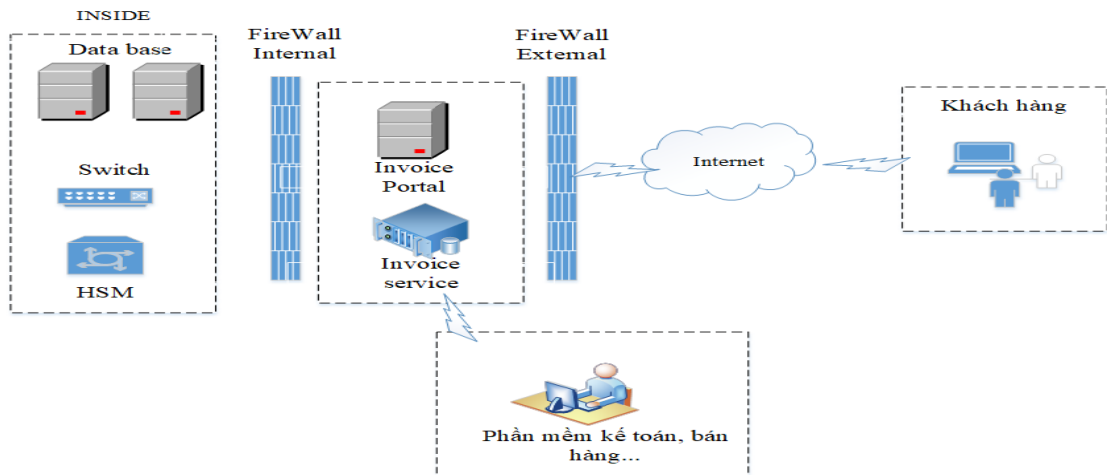 INSIDE
Data base
Switch
HSM
FireWall
Internal
Invoice
Portal
Invoice
service
FireWall
External
Internet
Khách hàng
Phần mềm kế toán, bán
hàng...